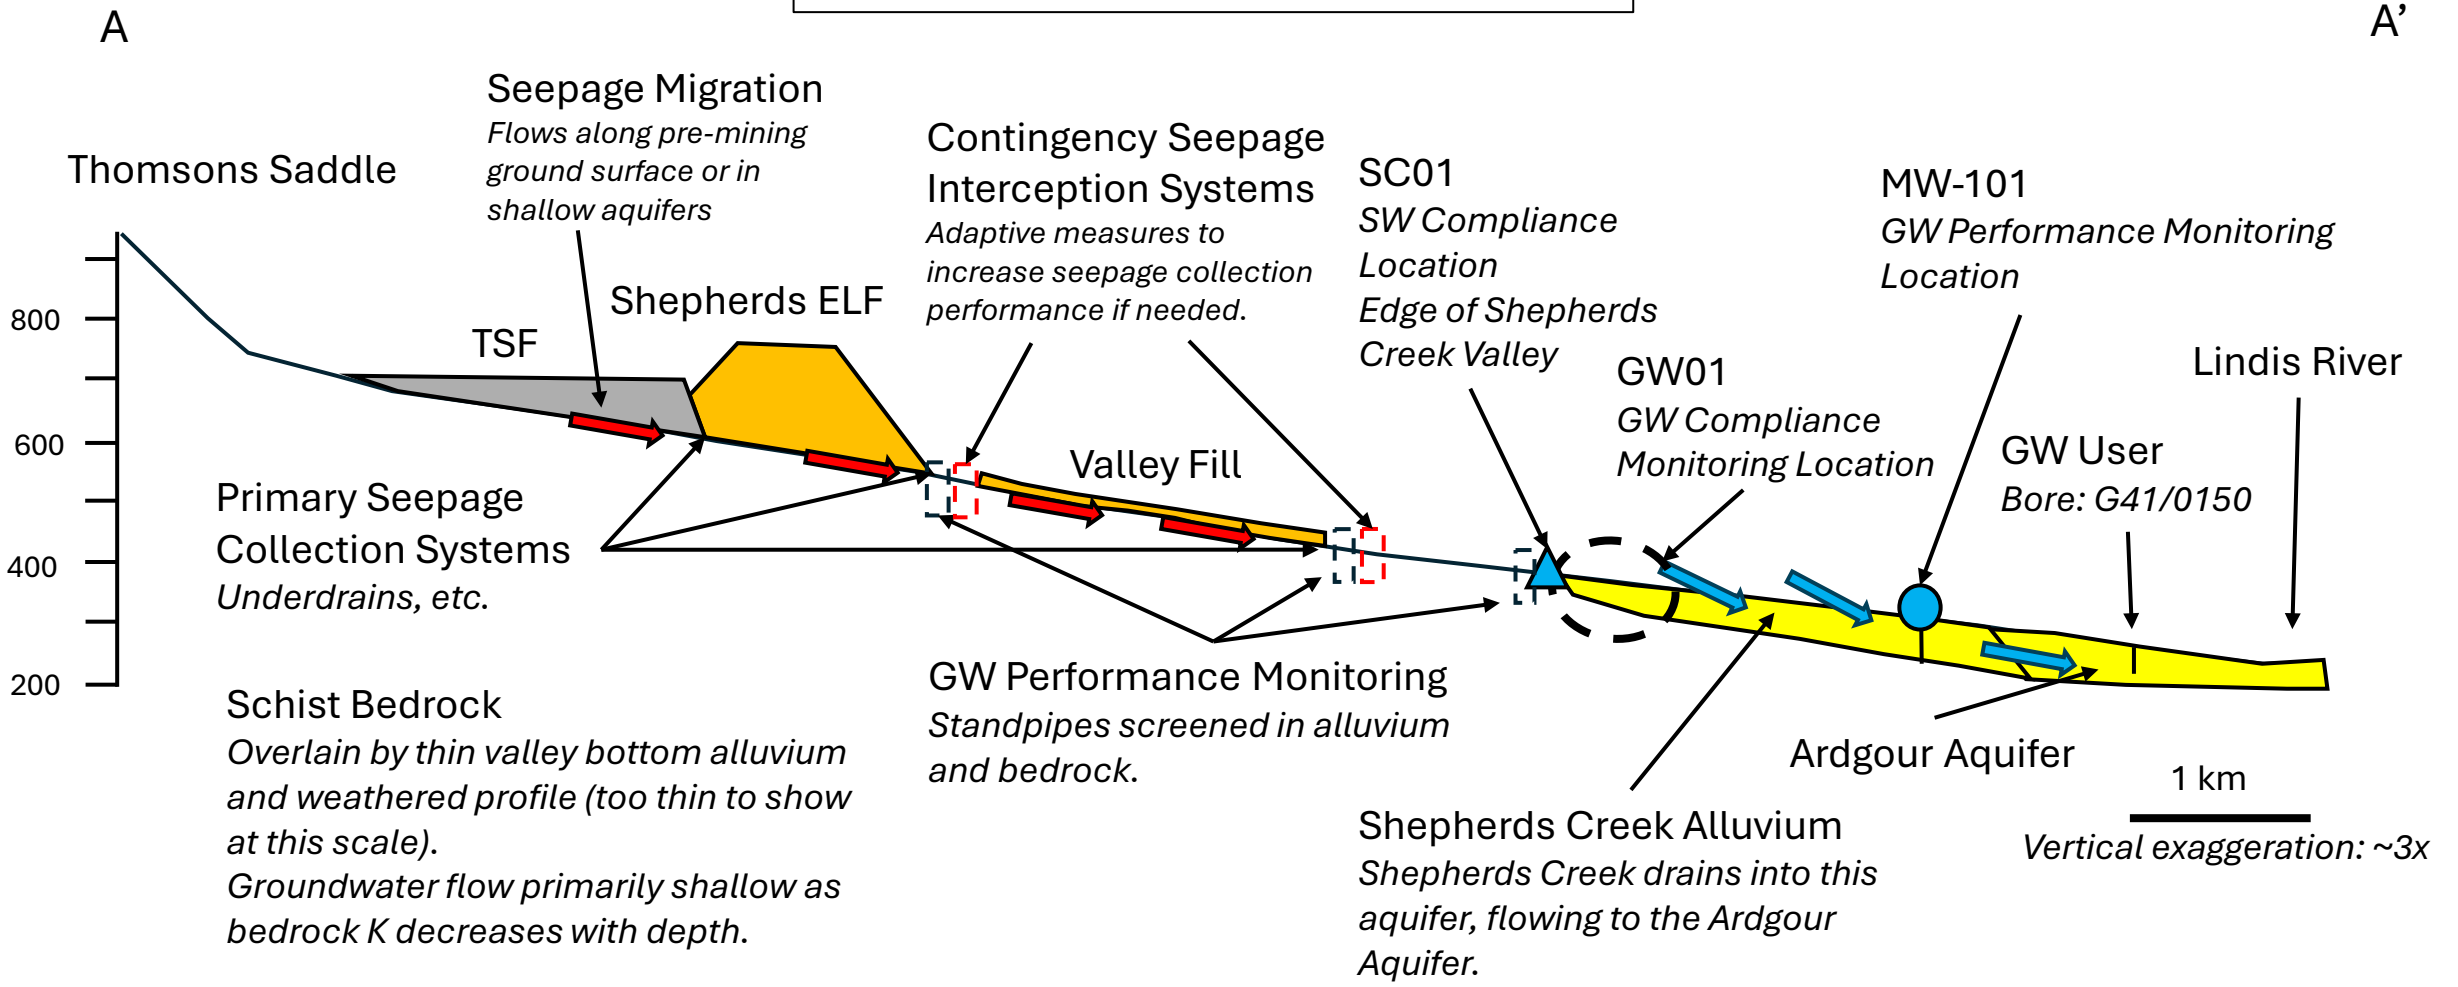 A
A’
Seepage Migration
Flows along pre-mining
ground surface or in
shallow aquifers
Thomsons Saddle
Contingency Seepage
Interception Systems
Adaptive measures to
increase seepage collection
performance if needed.
SC01
SW Compliance
Location
Edge of Shepherds
Creek Valley
MW-101
GW Performance Monitoring
Location
Shepherds ELF
TSF
GW01
GW Compliance
Monitoring Location
Lindis River
GW User
Bore: G41/0150
800
600
400
200
Valley Fill
Primary Seepage
Collection Systems
Underdrains, etc.
Schist Bedrock
Overlain by thin valley bottom alluvium
and weathered profile (too thin to show
at this scale).
Groundwater flow primarily shallow as
bedrock K decreases with depth.
GW Performance Monitoring
Standpipes screened in alluvium
and bedrock.
Ardgour Aquifer
Shepherds Creek Alluvium
Shepherds Creek drains into this
aquifer, flowing to the Ardgour
Aquifer.
1 km
Vertical exaggeration: ~3x